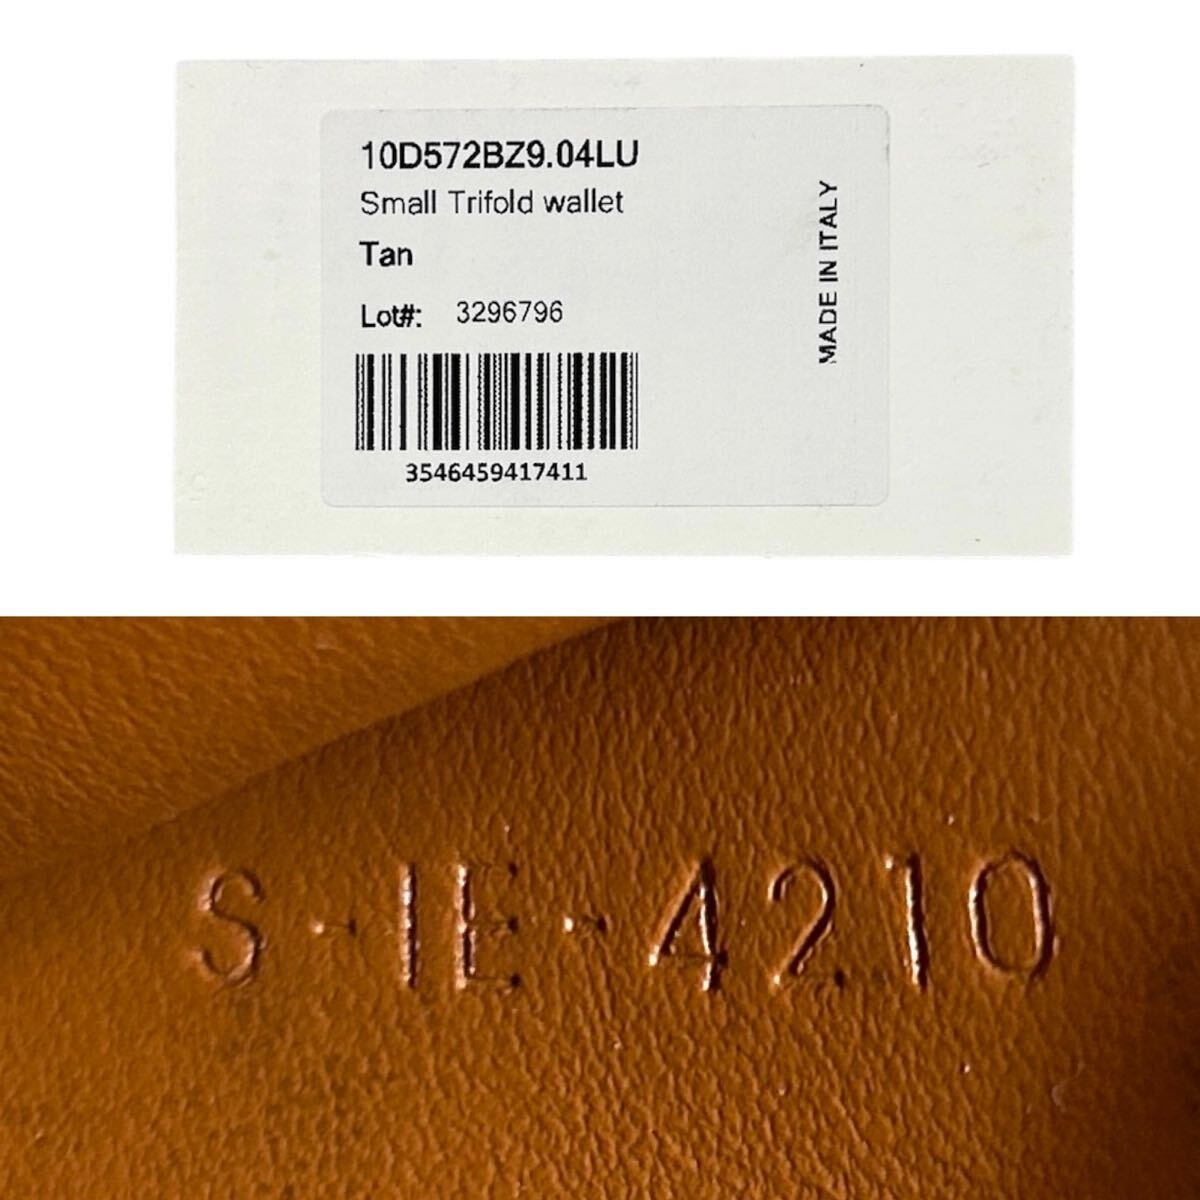 10D572BZ9.04LU
Small Trifold wallet
Tan
Lot#: 3296796
3546459417411
MADE IN ITALY
S-IE-4210